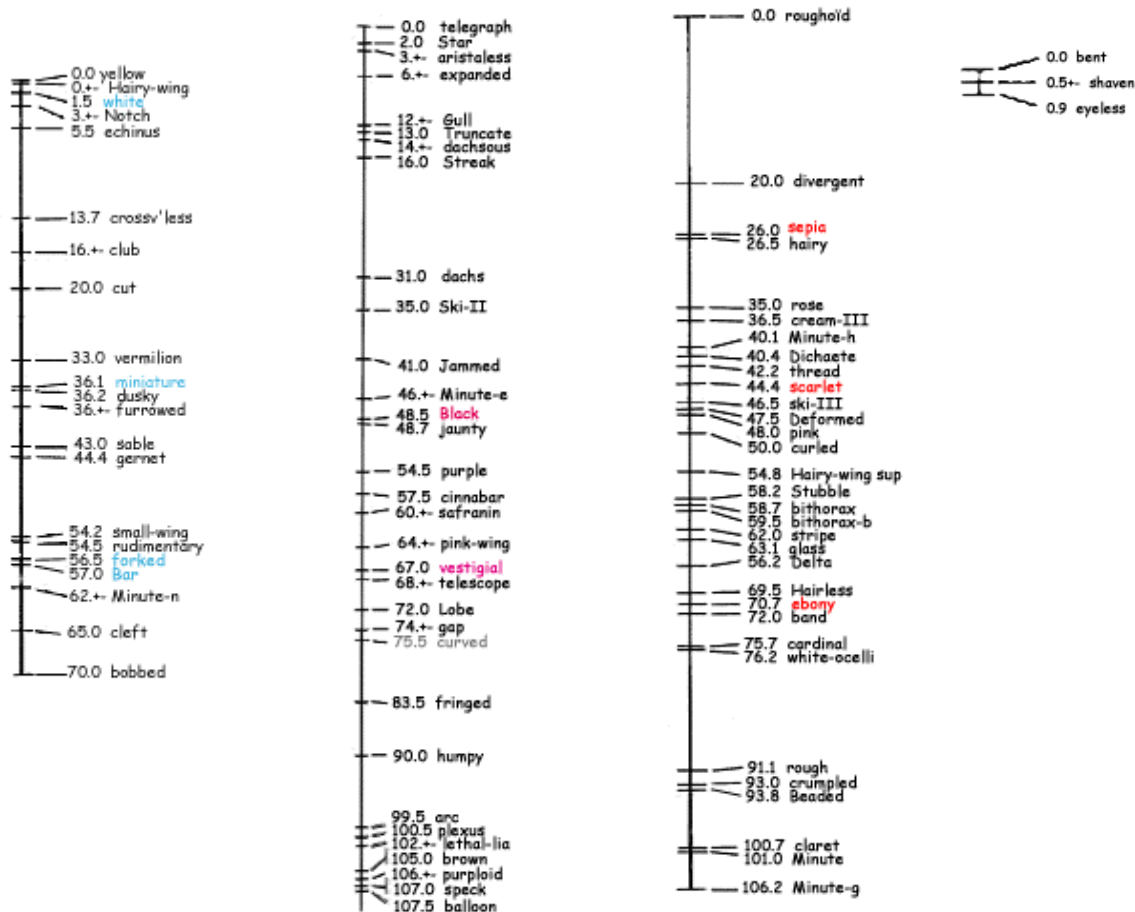 0.0 yellow
0.+- Hairy-wing
1.5 white
3.+- Notch
5.5 echinus
13.7 crossv'less
16.+- club
20.0 cut
33.0 vermilion
36.1 miniature
36.2 dusky
36.+- furrowed
43.0 sable
44.4 gernet
54.2 small-wing
54.5 rudimentary
56.5 forked
57.0 Bar
62.+- Minute-n
65.0 cleft
70.0 bobbed
0.0 telegraph
2.0 Star
3.+- aristaless
6.+- expanded
12.+- Gull
13.0 Truncate
14.+- dachsous
16.0 Streak
31.0 dachs
35.0 Ski-II
41.0 Jammed
46.+- Minute-e
48.5 Black
48.7 jaunty
54.5 purple
57.5 cinnabar
60.+- safranin
64.+- pink-wing
67.0 vestigial
68.+- telescope
72.0 Lobe
74.+- gap
75.5 curved
83.5 fringed
90.0 humpy
99.5 arc
100.5 plexus
102.+- lethal-lia
105.0 brown
106.+- purploid
107.0 speck
107.5 balloon
0.0 roughoïd
20.0 divergent
26.0 sepia
26.5 hairy
35.0 rose
36.5 cream-III
40.1 Minute-h
40.4 Dichaete
42.2 thread
44.4 scarlet
46.5 ski-III
47.5 Deformed
48.0 pink
50.0 curled
54.8 Hairy-wing sup
58.2 Stubble
58.7 bithorax
59.5 bithorax-b
62.0 stripe
63.1 glass
56.2 Delta
69.5 Hairless
70.7 ebony
72.0 band
75.7 cardinal
76.2 white-ocelli
91.1 rough
93.0 crumpled
93.8 Beaded
100.7 claret
101.0 Minute
106.2 Minute-g
0.0 bent
0.5+- shaven
0.9 eyeless